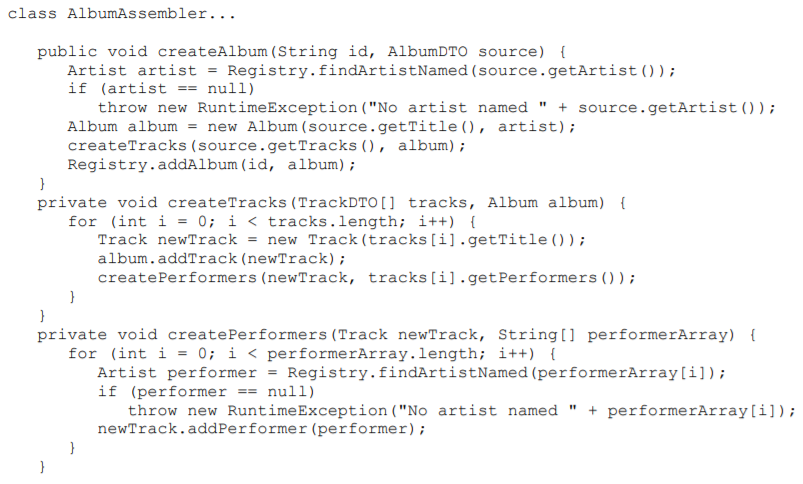 class AlbumAssembler...
public void createAlbum(String id, AlbumDTO source) {
Artist artist = Registry.findArtistNamed(source.getArtist());
if (artist == null)
throw new RuntimeException("No artist named " + source.getArtist());
Album album = new Album(source.getTitle(), artist);
createTracks(source.getTracks(), album);
Registry.addAlbum(id, album);
}
private void createTracks(TrackDTO[] tracks, Album album) {
for (int i = 0; i < tracks.length; i++) {
Track newTrack = new Track(tracks[i].getTitle());
album.addTrack(newTrack);
createPerformers(newTrack, tracks[i].getPerformers());
}
}
private void createPerformers(Track newTrack, String[] performerArray) {
for (int i = 0; i < performerArray.length; i++) {
Artist performer = Registry.findArtistNamed(performerArray[i]);
if (performer == null)
throw new RuntimeException("No artist named " + performerArray[i]);
newTrack.addPerformer(performer);
}
}